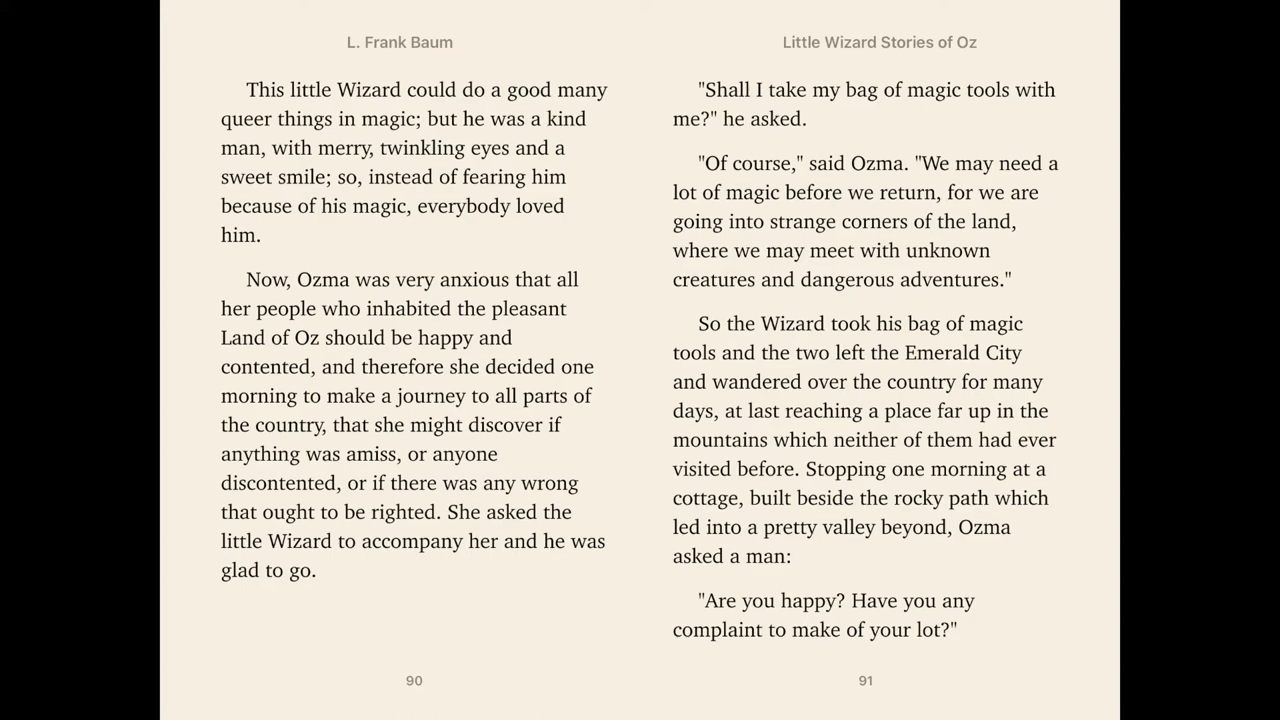 L. Frank Baum
This little Wizard could do a good many
queer things in magic; but he was a kind
man, with merry, twinkling eyes and a
sweet smile; so, instead of fearing him
because of his magic, everybody loved
him.
Now, Ozma was very anxious that all
her people who inhabited the pleasant
Land of Oz should be happy and
contented, and therefore she decided one
morning to make a journey to all parts of
the country, that she might discover if
anything was amiss, or anyone
discontented, or if there was any wrong
that ought to be righted. She asked the
little Wizard to accompany her and he was
glad to go.
90
Little Wizard Stories of Oz
"Shall I take my bag of magic tools with
me?" he asked.
"Of course," said Ozma. "We may need a
lot of magic before we return, for we are
going into strange corners of the land,
where we may meet with unknown
creatures and dangerous adventures."
So the Wizard took his bag of magic
tools and the two left the Emerald City
and wandered over the country for many
days, at last reaching a place far up in the
mountains which neither of them had ever
visited before. Stopping one morning at a
cottage, built beside the rocky path which
led into a pretty valley beyond, Ozma
asked a man:
"Are you happy? Have you any
complaint to make of your lot?"
91